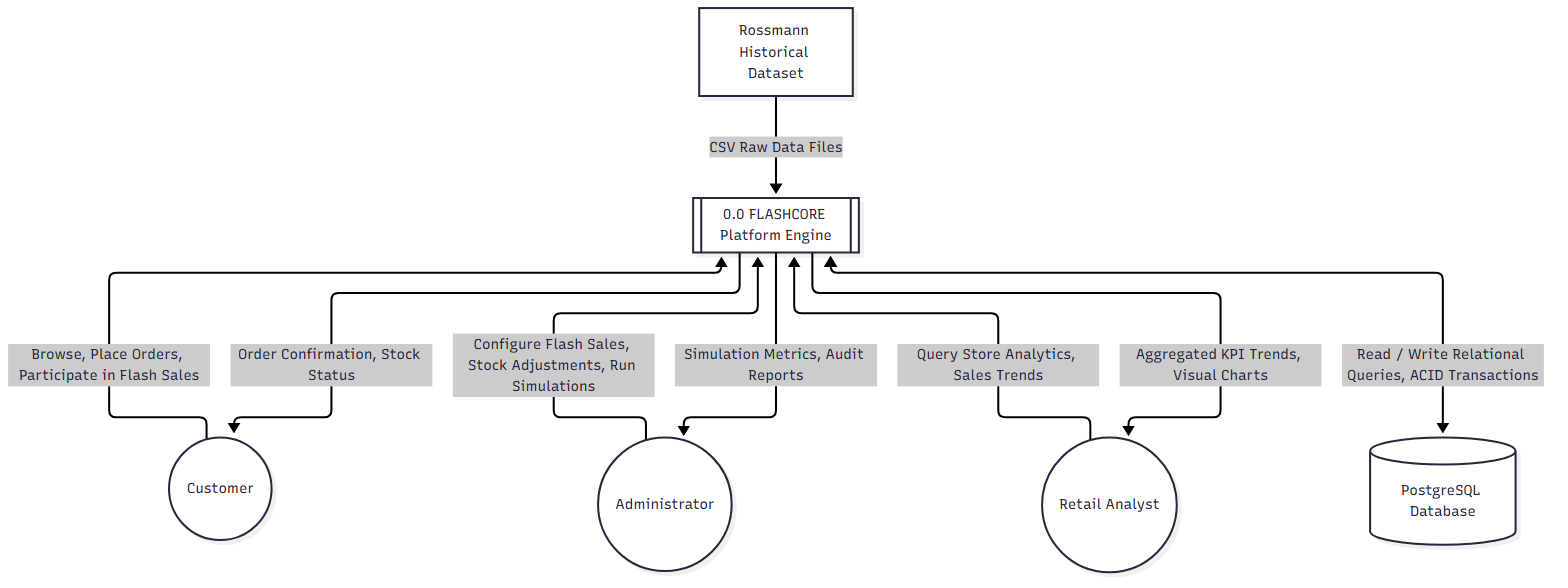 Rossmann
Historical
Dataset
CSV Raw Data Files
0.0 FLASHCORE
Platform Engine
Browse, Place Orders,
Participate in Flash Sales
Order Confirmation, Stock
Status
Configure Flash Sales,
Stock Adjustments, Run
Simulations
Simulation Metrics, Audit
Reports
Query Store Analytics,
Sales Trends
Aggregated KPI Trends,
Visual Charts
Read / Write Relational
Queries, ACID Transactions
Customer
Administrator
Retail Analyst
PostgreSQL
Database